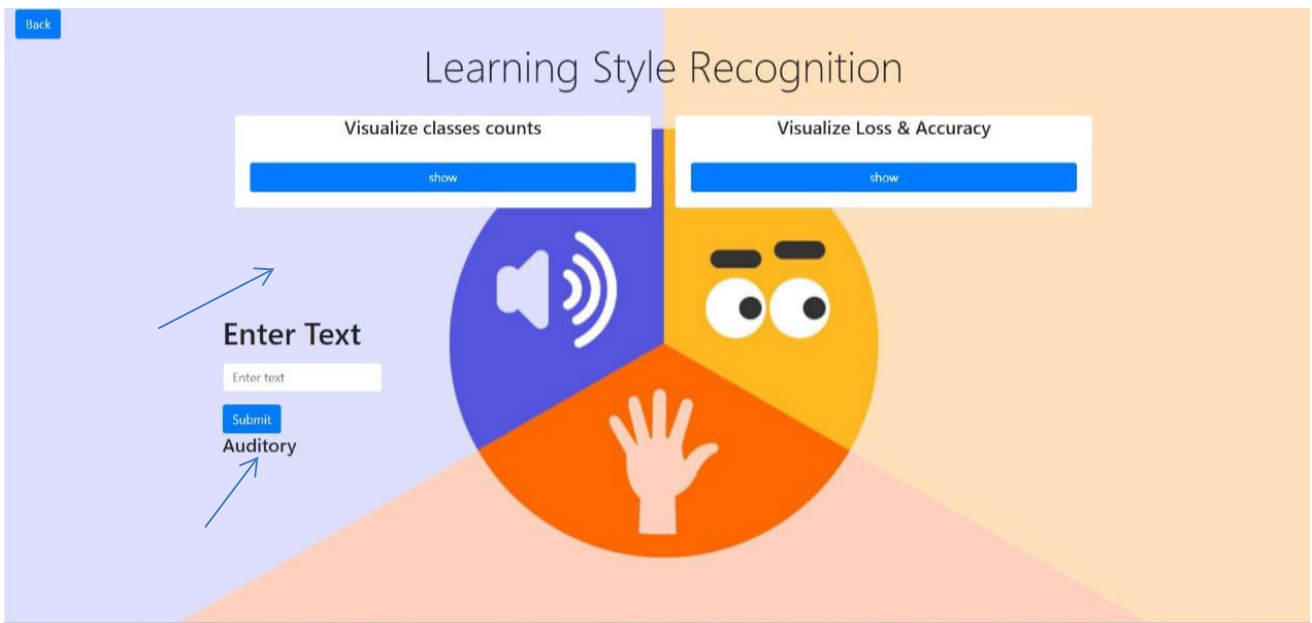 Back
Learning Style Recognition
Visualize classes counts
show
Visualize Loss & Accuracy
show
Enter Text
Enter text
Submit
Auditory